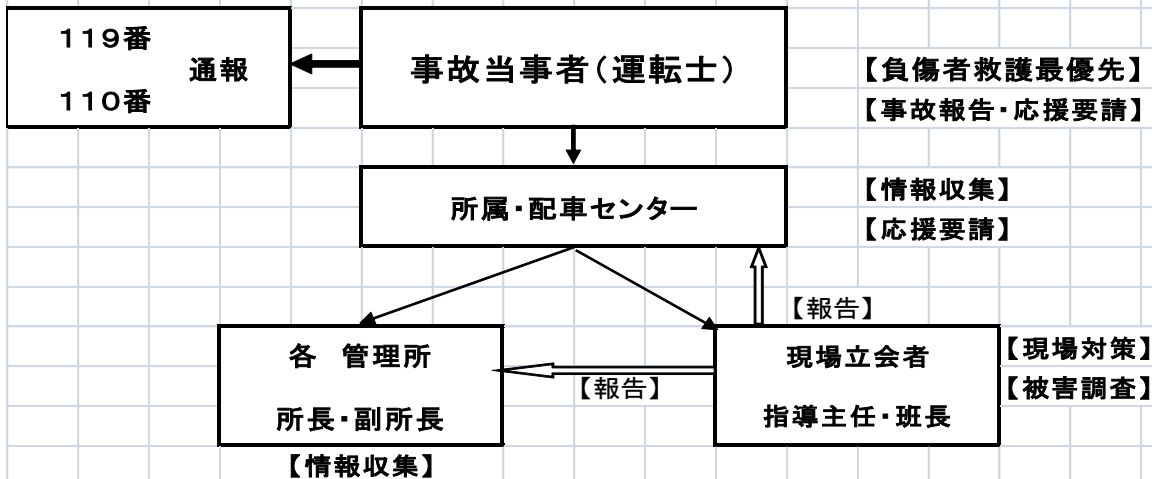 119番
通報
110番
事故当事者(運転士)
【負傷者救護最優先】
【事故報告・応援要請】
所属・配車センター
【情報収集】
【応援要請】
【報告】
各 管理所
所長・副所長
【情報収集】
【報告】
現場立会者
指導主任・班長
【現場対策】
【被害調査】